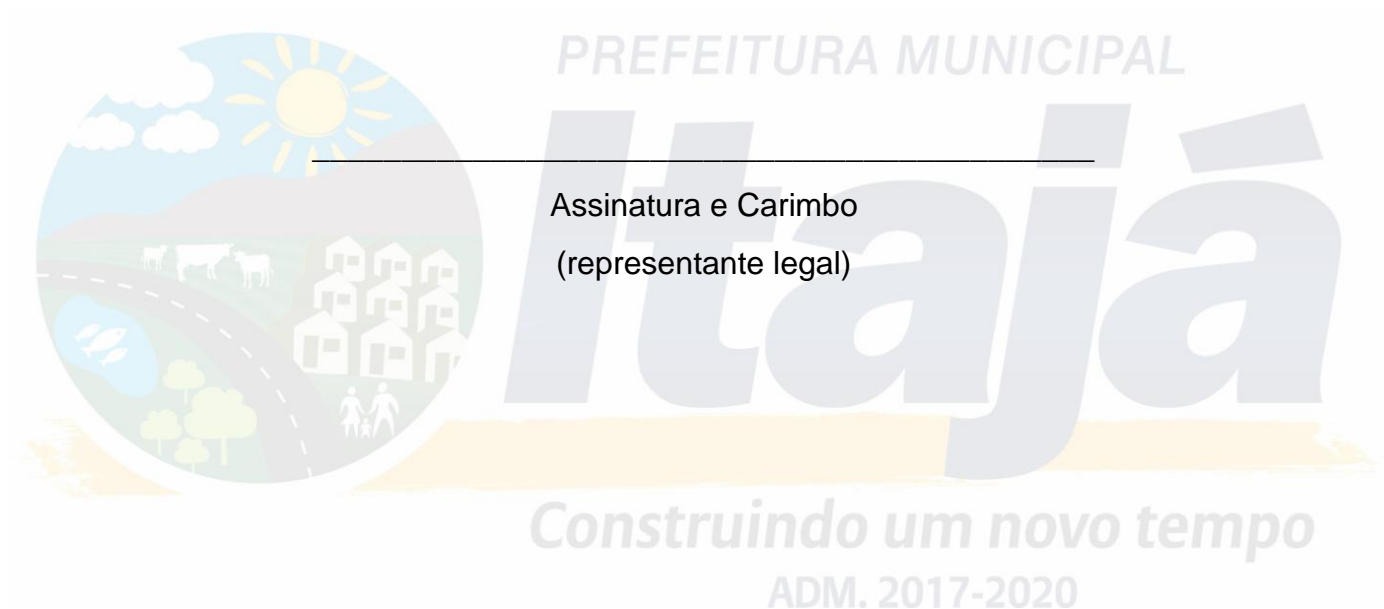 PREFEITURA MUNICIPAL
Itajá
Assinatura e Carimbo
(representante legal)
Construindo um novo tempo
ADM. 2017-2020